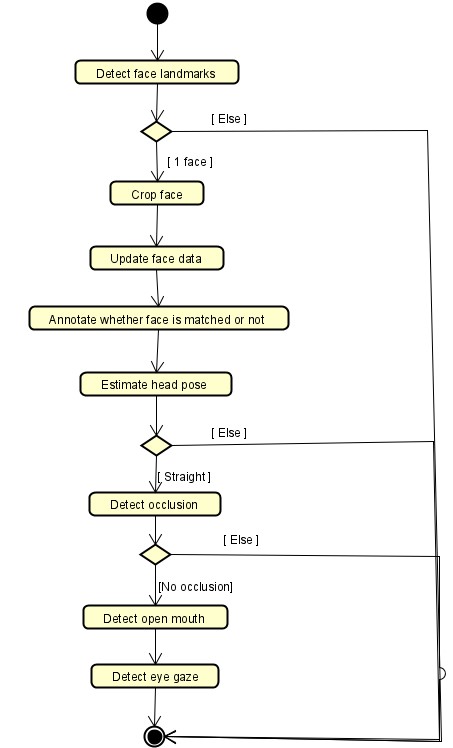 Detect face landmarks
[ Else ]
[ 1 face ]
Crop face
Update face data
Annotate whether face is matched or not
Estimate head pose
[ Else ]
[ Straight ]
Detect occlusion
[ Else ]
[No occlusion]
Detect open mouth
Detect eye gaze